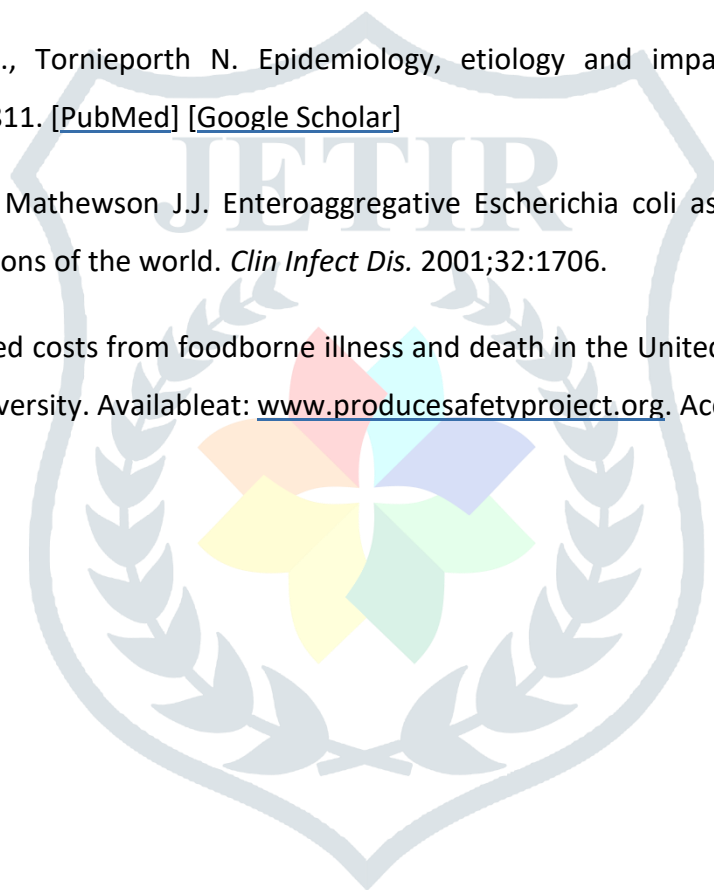 ., Tornieporth N. Epidemiology, etiology and impa
311. [PubMed] [Google Scholar]
JETIR
Mathewson J.J. Enteroaggregative Escherichia coli as
ons of the world. Clin Infect Dis. 2001;32:1706.
ed costs from foodborne illness and death in the United
versity. Availableat: www.producesafetyproject.org. Acc